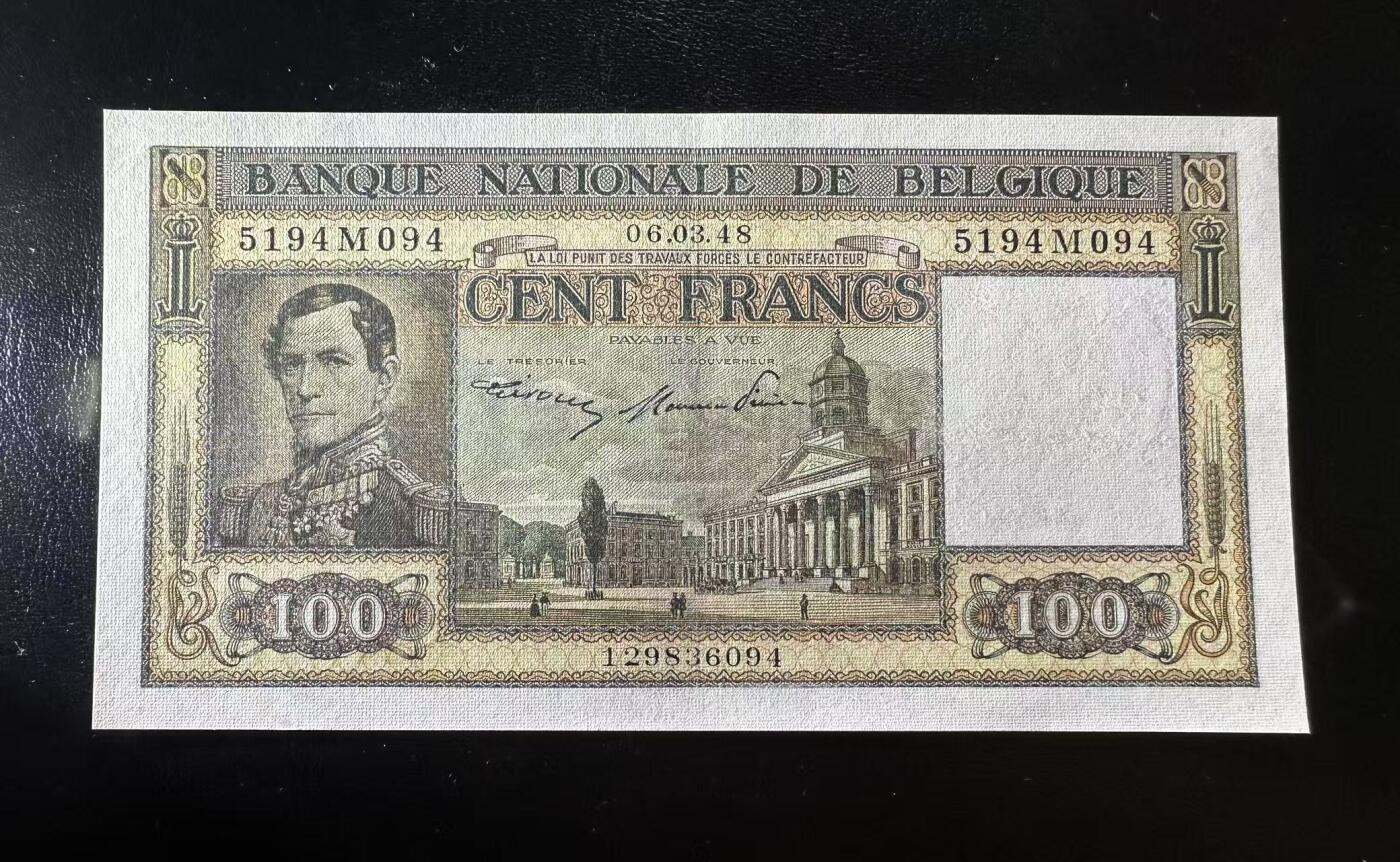 BANQUE NATIONALE DE BELGIQUE
5194M094 06.03.48 5194M094
LA LOI PUNIT DES TRAVAUX FORCES LE CONTREFACTEUR
CENT FRANCS
PAYABLES A VUE
LE TRÉSORIER LE GOUVERNEUR
100 100
129836094